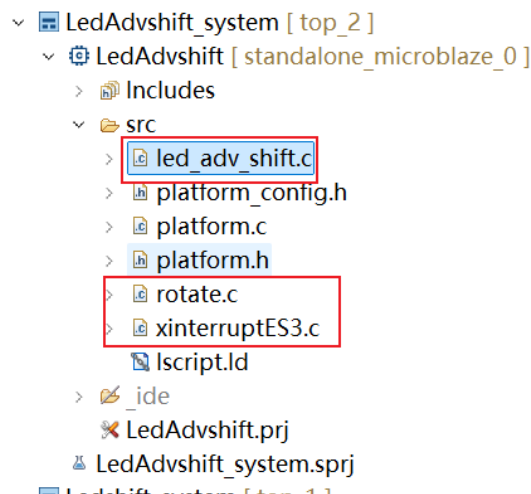 LedAdvshift_system [ top_2 ]
LedAdvshift [ standalone_microblaze_0 ]
Includes
src
led_adv_shift.c
platform_config.h
platform.c
platform.h
rotate.c
xinterruptES3.c
lscript.ld
_ide
LedAdvshift.prj
LedAdvshift_system.sprj